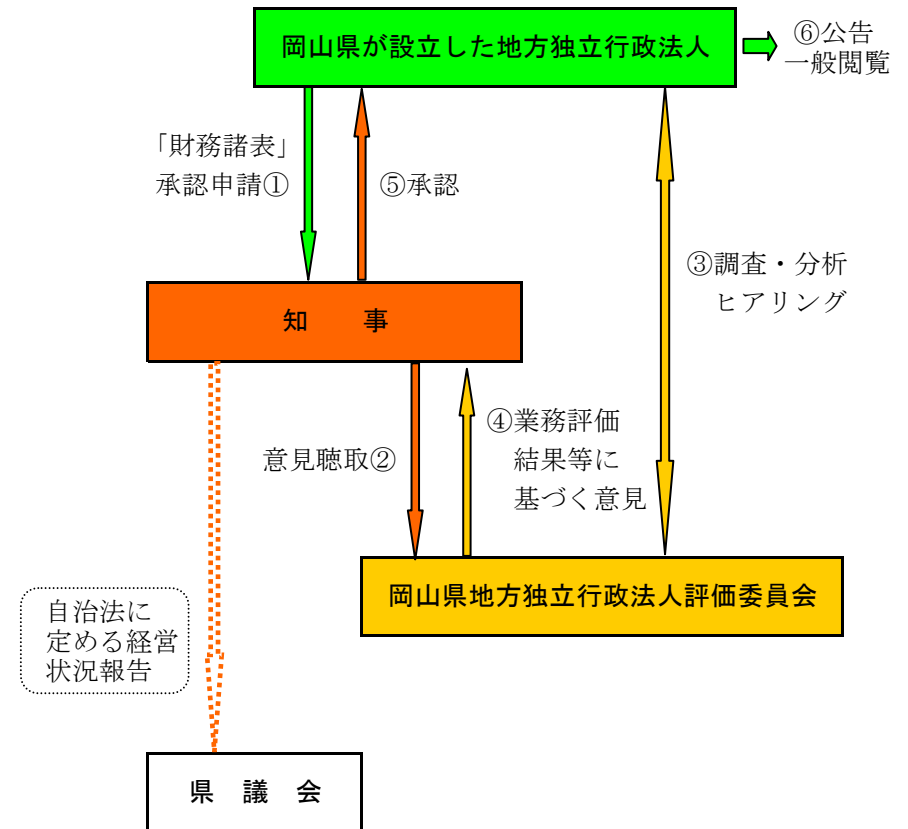 岡山県が設立した地方独立行政法人
⑥公告
一般閲覧
「財務諸表」
承認申請①
⑤承認
③調査・分析
ヒアリング
知　　事
④業務評価
結果等に
基づく意見
意見聴取②
岡山県地方独立行政法人評価委員会
自治法に
定める経営
状況報告
県　議　会